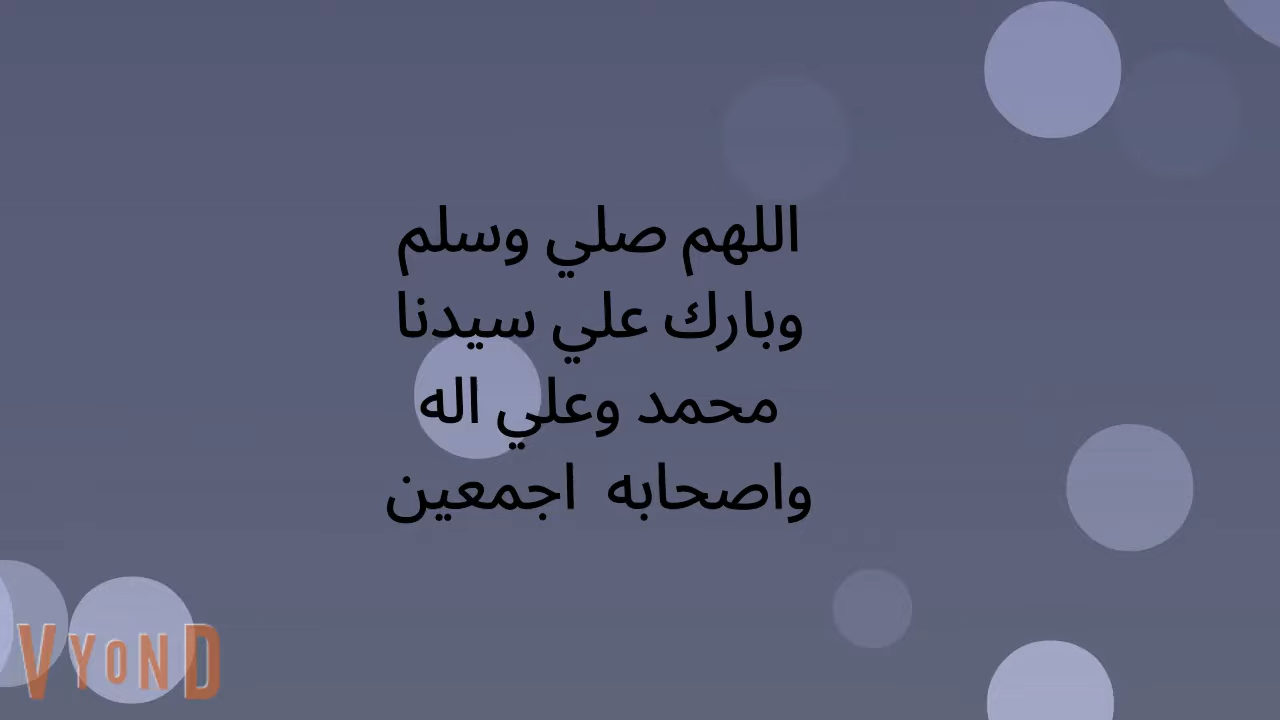 اللهم صلي وسلم
وبارك علي سيدنا
محمد وعلي اله
واصحابه اجمعين
VYOND